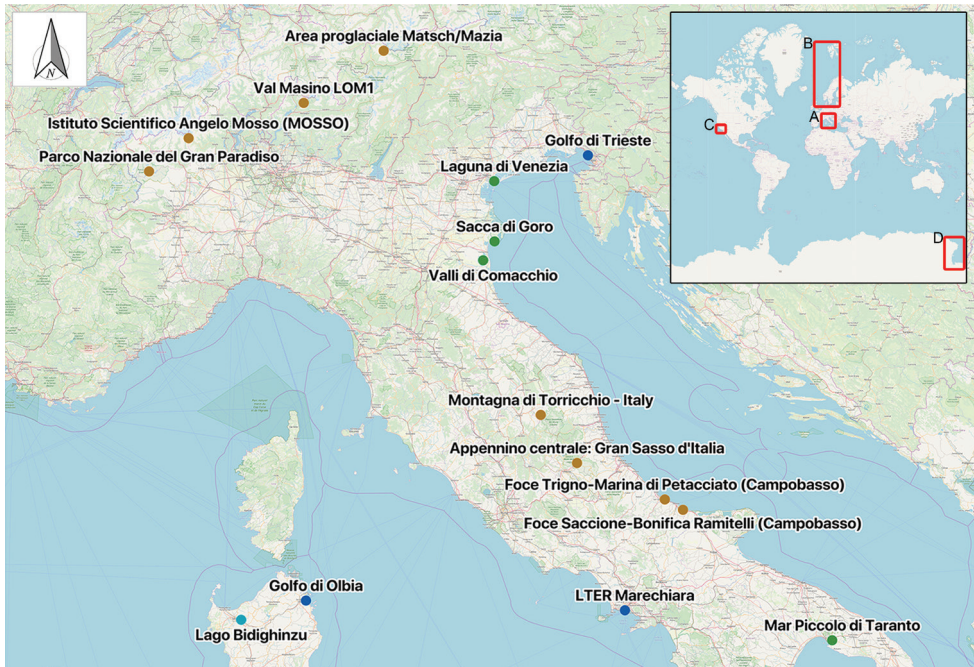 Area proglaciale Matsch/Mazia
B
N
Val Masino LOM1
A
C
Istituto Scientifico Angelo Mosso (MOSSO)
Golfo di Trieste
Parco Nazionale del Gran Paradiso
Laguna di Venezia
Sacca di Goro
D
Valli di Comacchio
Montagna di Torricchio - Italy
Appennino centrale: Gran Sasso d'Italia
Foce Trigno-Marina di Petacciato (Campobasso)
Foce Saccione-Bonifica Ramitelli (Campobasso)
Golfo di Olbia
LTER Marechiara
Mar Piccolo di Taranto
Lago Bidighinzu